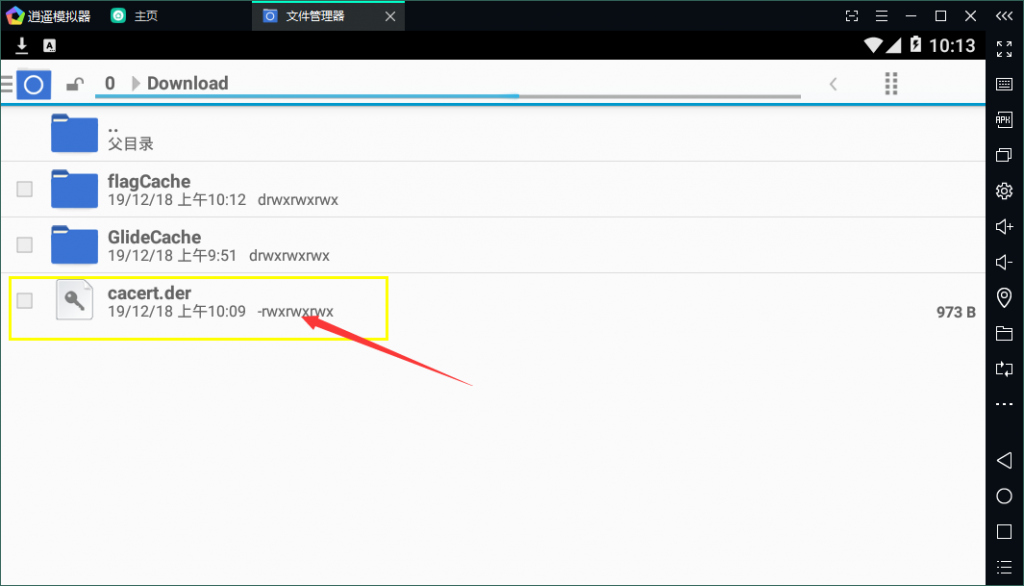 逍遥模拟器
主页
文件管理器
A
10:13
0
Download
..
父目录
flagCache
19/12/18 上午10:12 drwxrwxrwx
GlideCache
19/12/18 上午9:51 drwxrwxrwx
cacert.der
19/12/18 上午10:09 -rwxrwxrwx
973 B
APK